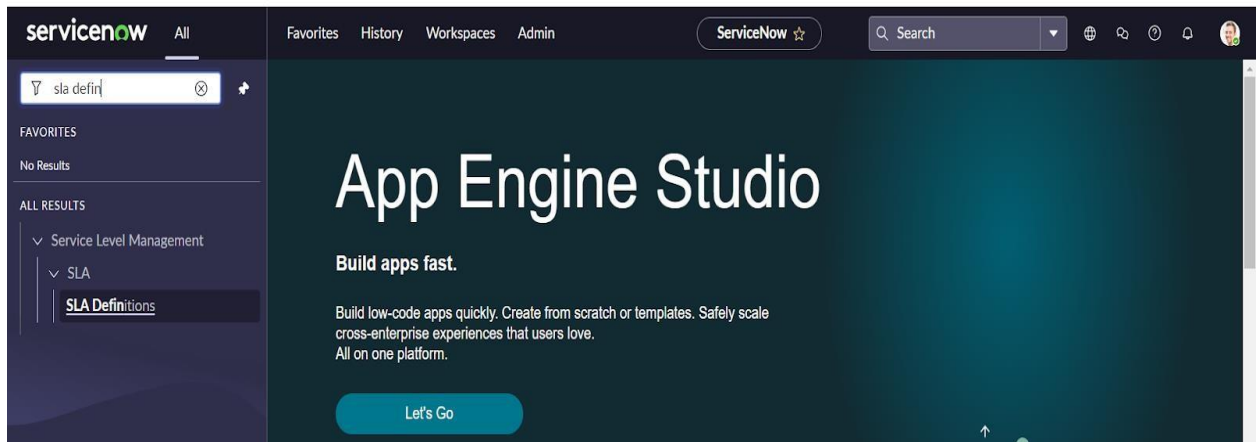 servicenow All Favorites History Workspaces Admin ServiceNow Search
sla defin
FAVORITES
No Results
ALL RESULTS
Service Level Management
SLA
SLA Definitions
App Engine Studio
Build apps fast.
Build low-code apps quickly. Create from scratch or templates. Safely scale
cross-enterprise experiences that users love.
All on one platform.
Let's Go